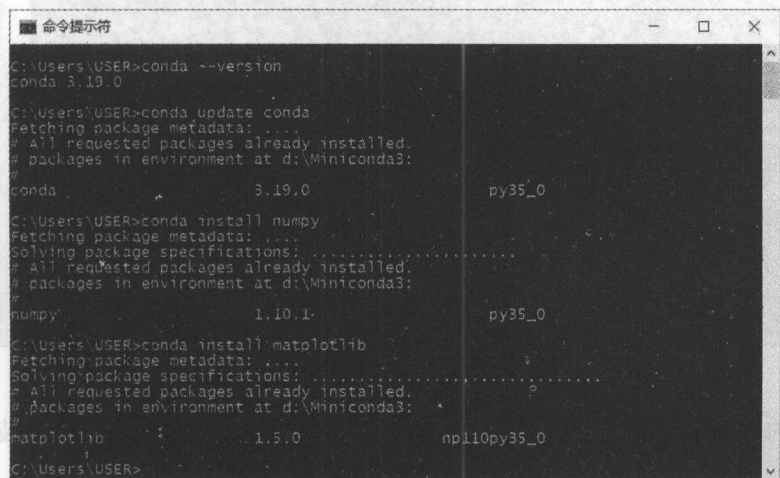 命令提示符
C:\Users\USER>conda --version
conda 3.19.0
C:\Users\USER>conda update conda
Fetching package metadata: ....
# All requested packages already installed.
# packages in environment at d:\Miniconda3:
#
conda 3.19.0 py35_0
C:\Users\USER>conda install numpy
Fetching package metadata: ....
Solving package specifications: ......................
# All requested packages already installed.
# packages in environment at d:\Miniconda3:
#
numpy 1.10.1 py35_0
C:\Users\USER>conda install matplotlib
Fetching package metadata: ....
Solving package specifications: ..............................
# All requested packages already installed.
# packages in environment at d:\Miniconda3:
#
matplotlib 1.5.0 np110py35_0
C:\Users\USER>